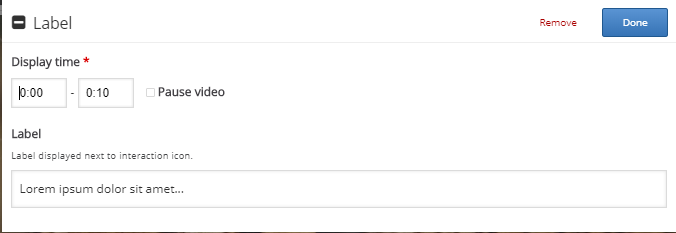 Label
Remove
Done
Display time *
0:00 - 0:10 Pause video
Label
Label displayed next to interaction icon.
Lorem ipsum dolor sit amet...